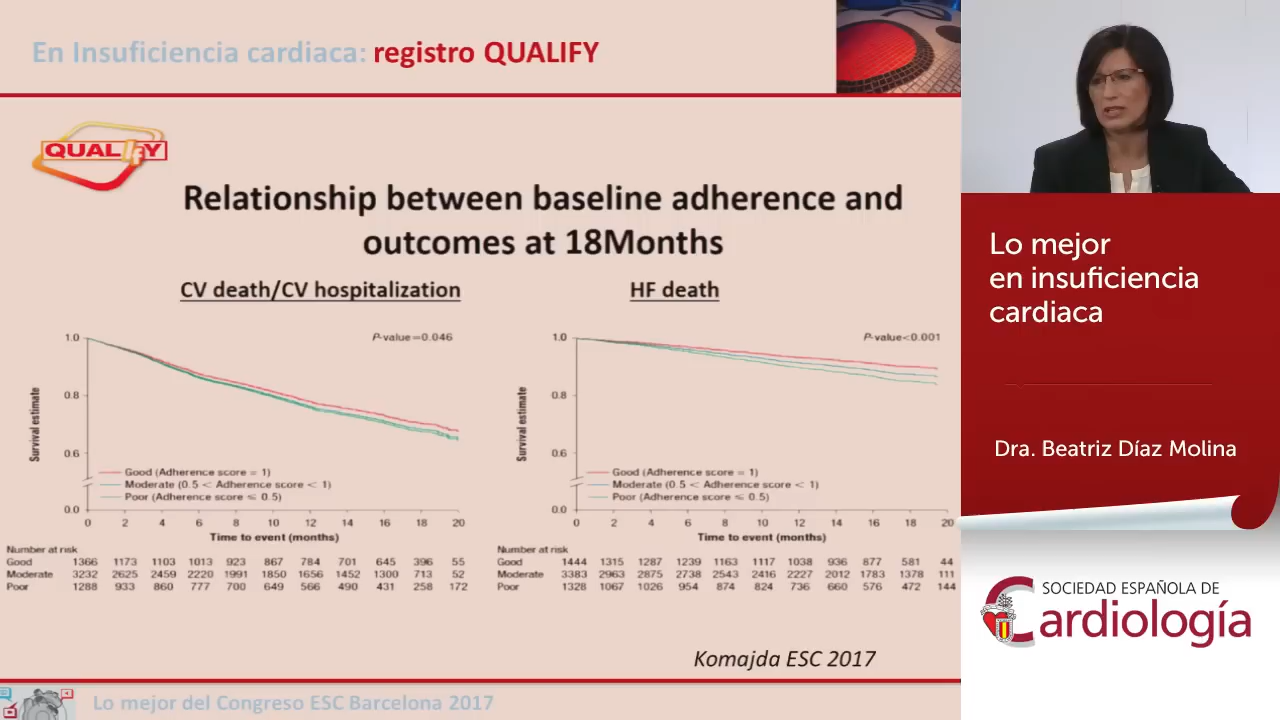 En Insuficiencia cardiaca: registro QUALIFY
QUALIFY
Relationship between baseline adherence and
outcomes at 18Months
CV death/CV hospitalization
HF death
1.0
0.8
0.6
0.0
Survival estimate
P-value=0.046
Good (Adherence score = 1)
Moderate (0.5 < Adherence score < 1)
Poor (Adherence score ≤ 0.5)
0 2 4 6 8 10 12 14 16 18 20
Time to event (months)
Number at risk
Good 1366 1173 1103 1013 923 867 784 701 645 396 55
Moderate 3232 2625 2459 2220 1991 1850 1656 1452 1300 713 52
Poor 1288 933 860 777 700 649 566 490 431 258 172
1.0
0.8
0.6
0.0
Survival estimate
P-value<0.001
Good (Adherence score = 1)
Moderate (0.5 < Adherence score < 1)
Poor (Adherence score ≤ 0.5)
0 2 4 6 8 10 12 14 16 18 20
Time to event (months)
Number at risk
Good 1444 1315 1287 1239 1163 1117 1038 936 877 581 44
Moderate 3383 2963 2875 2738 2543 2416 2227 2012 1783 1378 111
Poor 1328 1067 1026 954 874 824 736 660 576 472 144
Komajda ESC 2017
Lo mejor del Congreso ESC Barcelona 2017
Lo mejor
en insuficiencia
cardiaca
Dra. Beatriz Díaz Molina
SOCIEDAD ESPAÑOLA DE
Cardiología